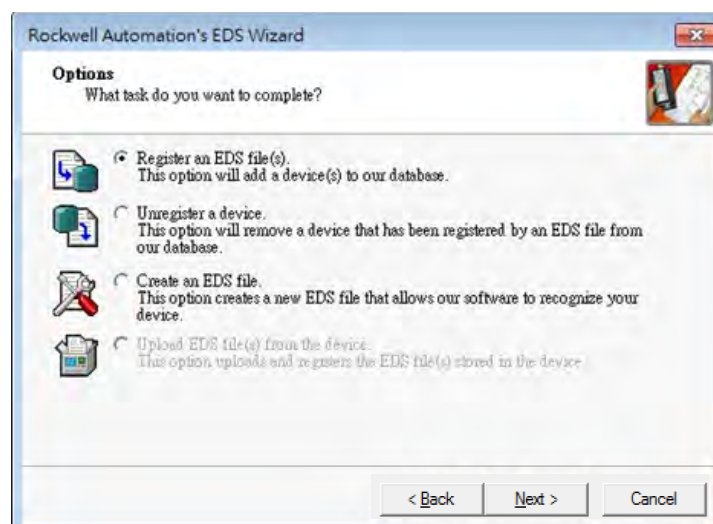 Rockwell Automation's EDS Wizard
Options
What task do you want to complete?
Register an EDS file(s).
This option will add a device(s) to our database.
Unregister a device.
This option will remove a device that has been registered by an EDS file from
our database.
Create an EDS file.
This option creates a new EDS file that allows our software to recognize your
device.
Upload EDS file(s) from the device.
This option uploads and registers the EDS file(s) stored in the device.
< Back
Next >
Cancel